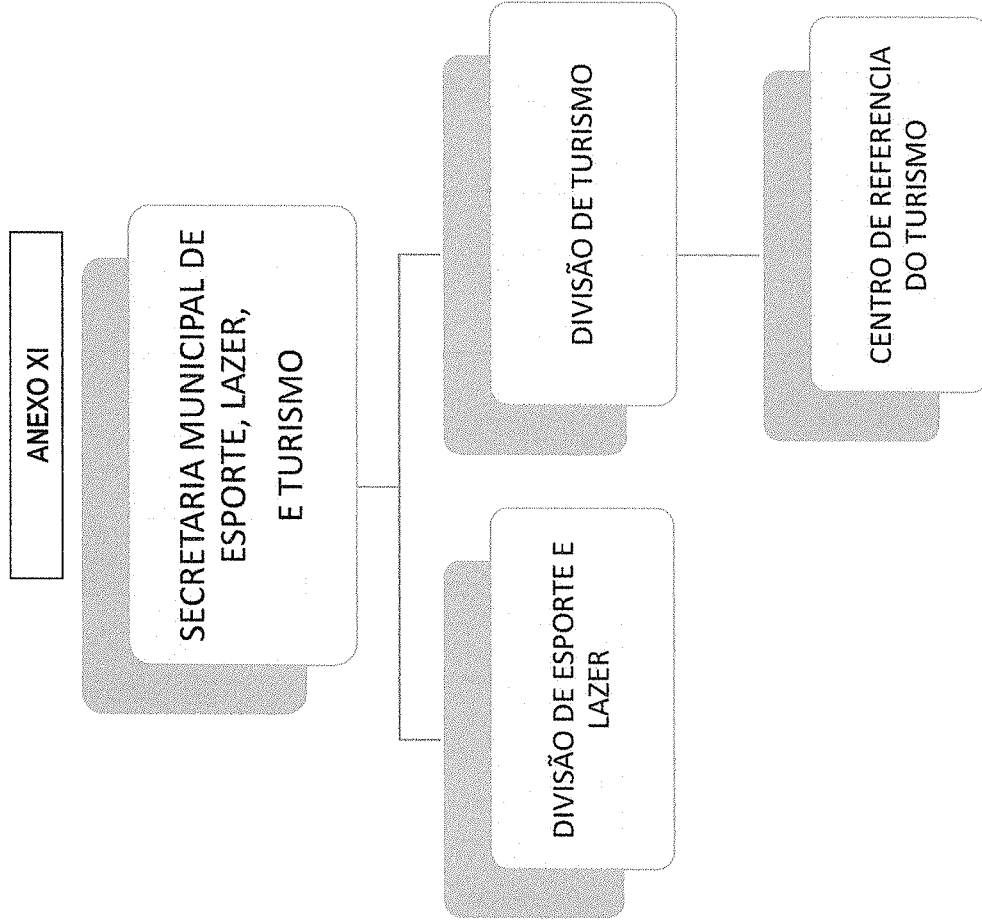 ANEXO XI
SECRETARIA MUNICIPAL DE
ESPORTE, LAZER,
E TURISMO
DIVISÃO DE ESPORTE E
LAZER
DIVISÃO DE TURISMO
CENTRO DE REFERENCIA
DO TURISMO